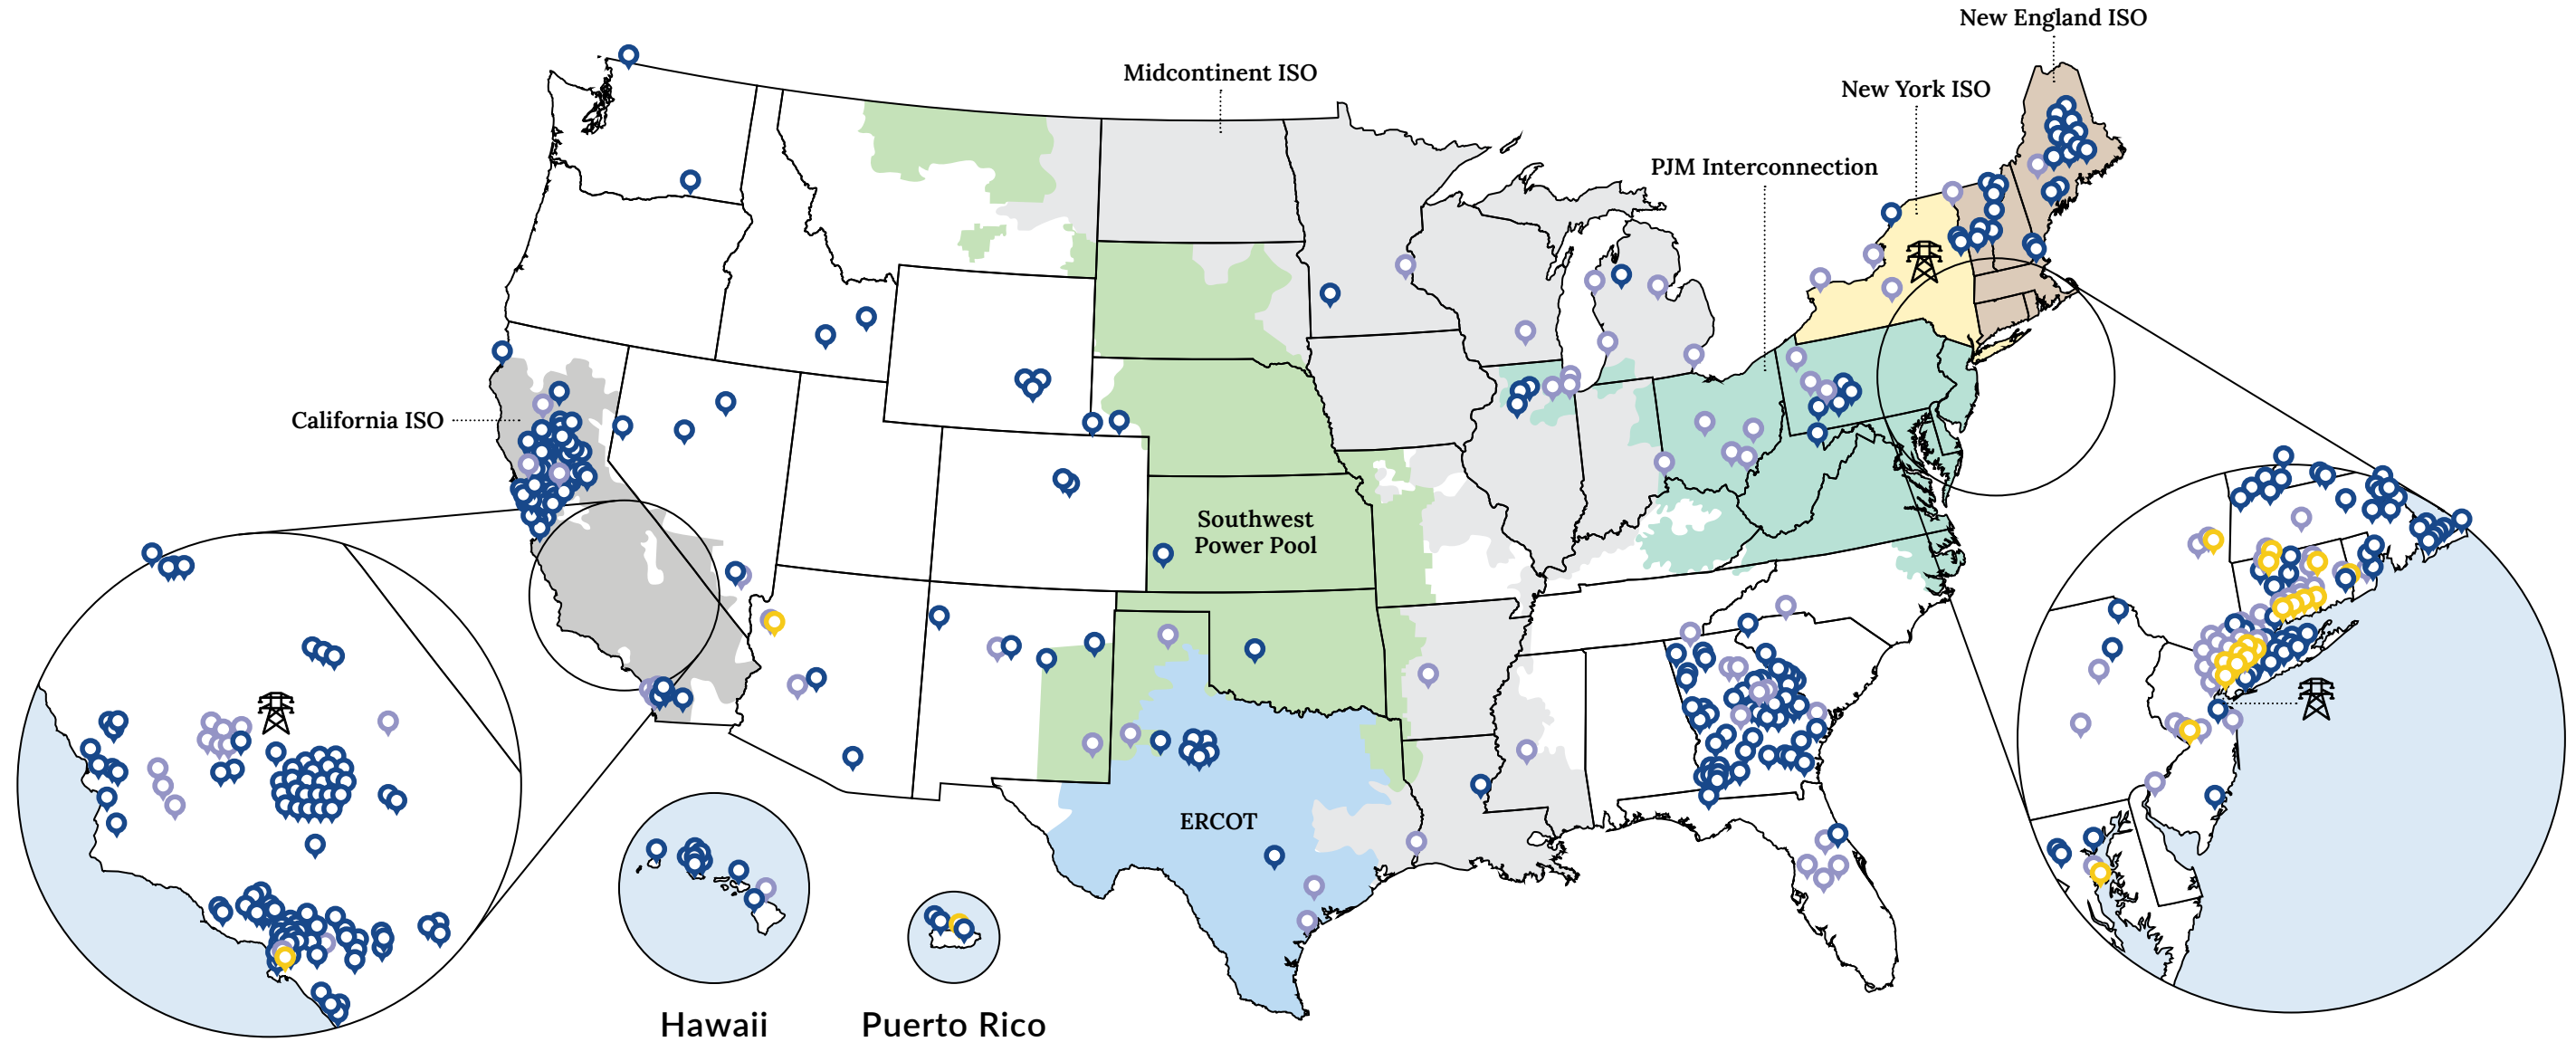 New England ISO
Midcontinent ISO
New York ISO
PJM Interconnection
California ISO
Southwest
Power Pool
ERCOT
Hawaii
Puerto Rico